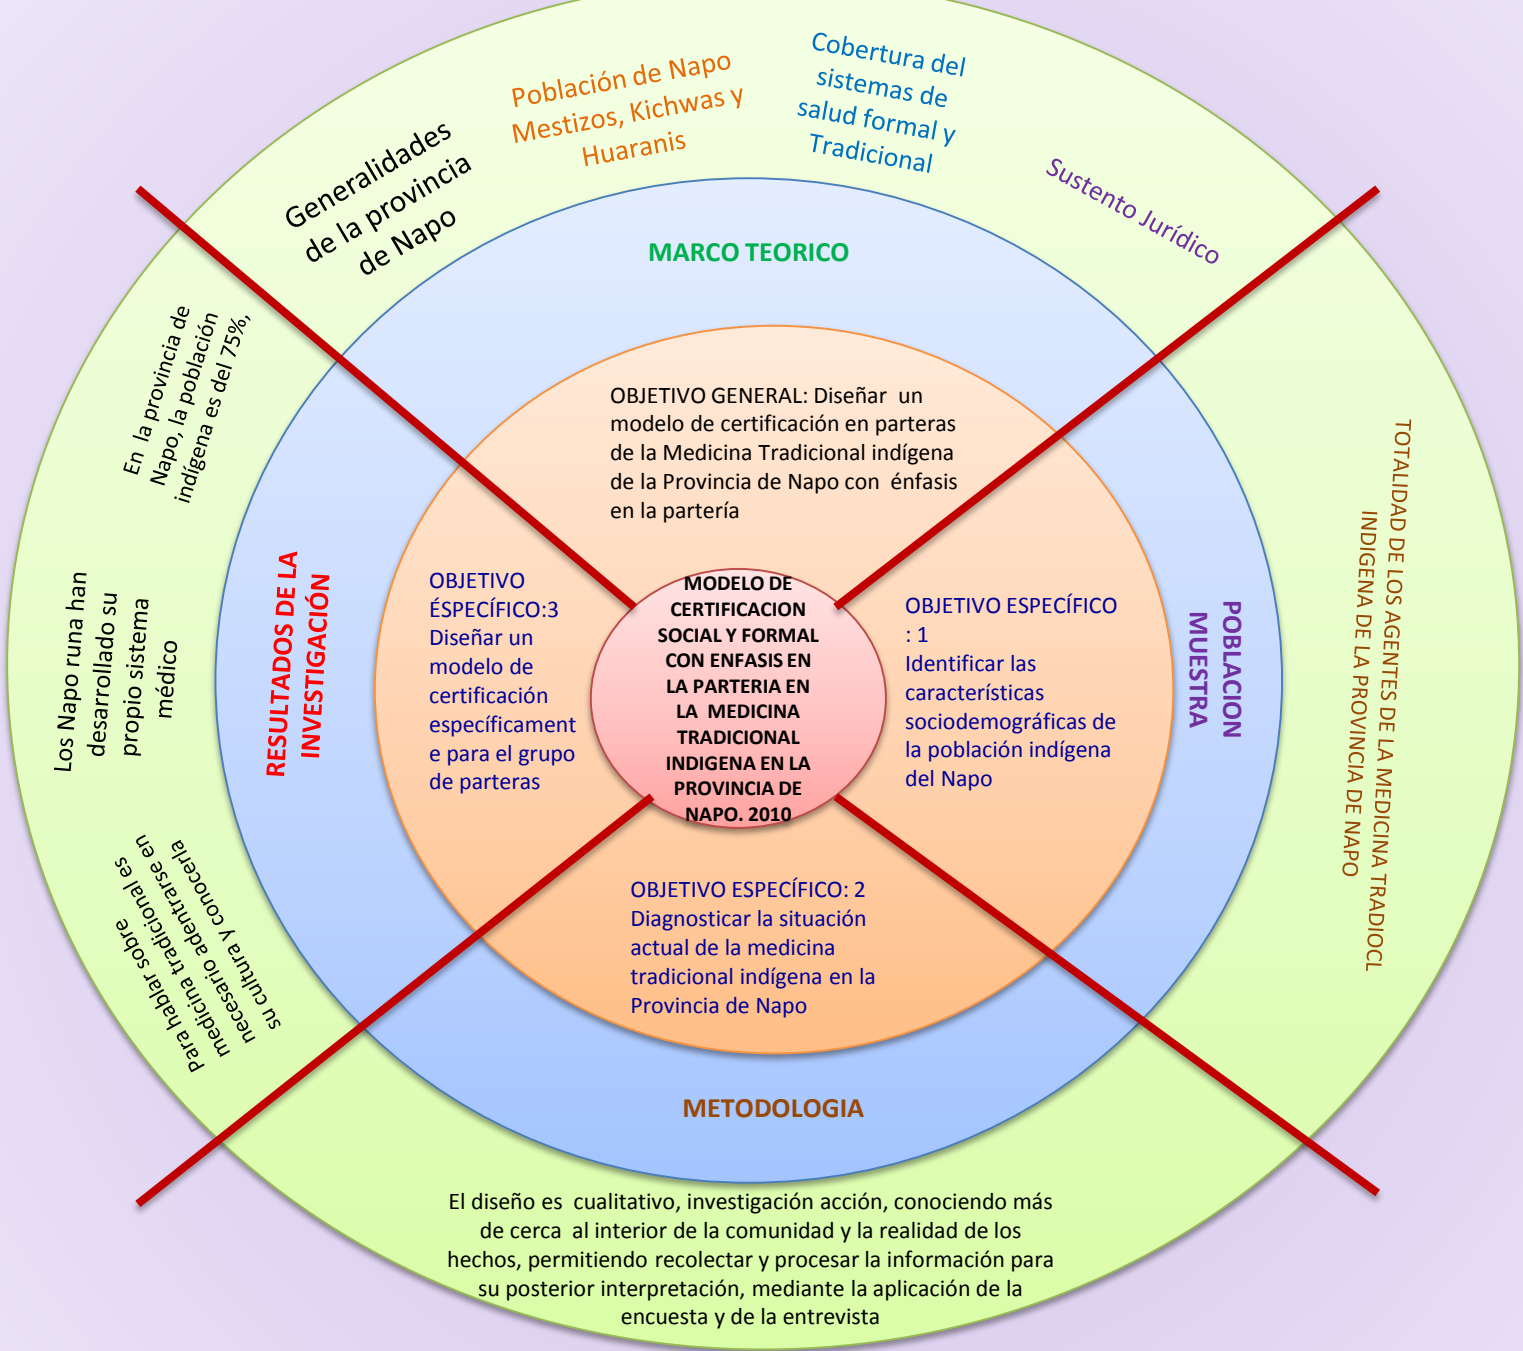 Generalidades
de la provincia
de Napo
Población de Napo
Mestizos, Kichwas y
Huaranis
Cobertura del
sistemas de
salud formal y
Tradicional
Sustento Jurídico
MARCO TEORICO
OBJETIVO GENERAL: Diseñar un
modelo de certificación en parteras
de la Medicina Tradicional indígena
de la Provincia de Napo con énfasis
en la partería
En la provincia de
Napo, la población
indígena es del 75%,
Los Napo runa han
desarrollado su
propio sistema
médico
Para hablar sobre
medicina tradicional es
necesario adentrarse en
su cultura y conocerla
RESULTADOS DE LA
INVESTIGACIÓN
OBJETIVO
ÉSPECÍFICO:3
Diseñar un
modelo de
certificación
específicament
e para el grupo
de parteras
MODELO DE
CERTIFICACION
SOCIAL Y FORMAL
CON ENFASIS EN
LA PARTERIA EN
LA MEDICINA
TRADICIONAL
INDIGENA EN LA
PROVINCIA DE
NAPO. 2010
OBJETIVO ESPECÍFICO
: 1
Identificar las
características
sociodemográficas de
la población indígena
del Napo
POBLACION
MUESTRA
TOTALIDAD DE LOS AGENTES DE LA MEDICINA TRADIOCL
INDIGENA DE LA PROVINCIA DE NAPO
OBJETIVO ESPECÍFICO: 2
Diagnosticar la situación
actual de la medicina
tradicional indígena en la
Provincia de Napo
METODOLOGIA
El diseño es cualitativo, investigación acción, conociendo más
de cerca al interior de la comunidad y la realidad de los
hechos, permitiendo recolectar y procesar la información para
su posterior interpretación, mediante la aplicación de la
encuesta y de la entrevista